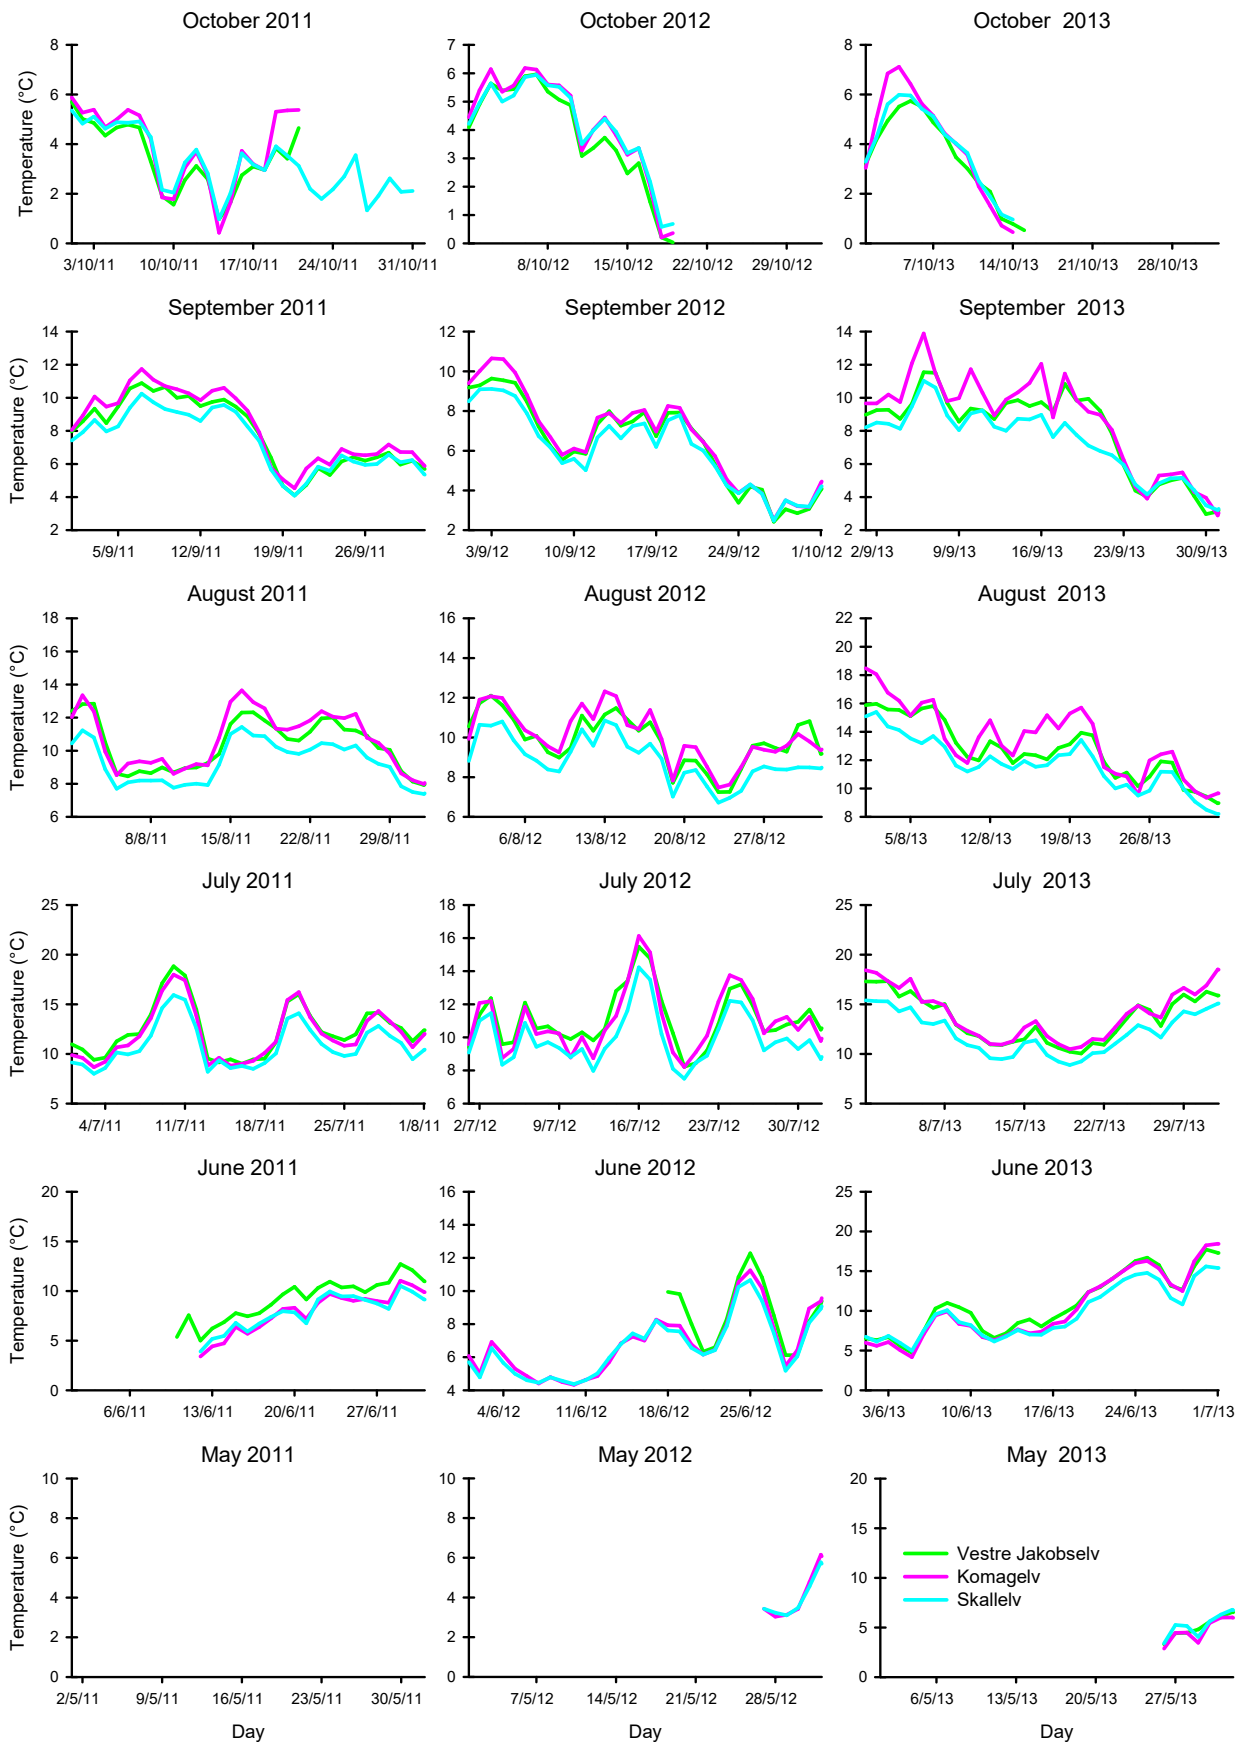 October 2011 October 2012 October 2013
Temperature (°C)
8 6 4 2 0
7 6 5 4 3 2 1 0
8 6 4 2 0
3/10/11 10/10/11 17/10/11 24/10/11 31/10/11 8/10/12 15/10/12 22/10/12 29/10/12 7/10/13 14/10/13 21/10/13 28/10/13
September 2011 September 2012 September 2013
Temperature (°C)
14 12 10 8 6 4 2
12 10 8 6 4 2
14 12 10 8 6 4 2
5/9/11 12/9/11 19/9/11 26/9/11 3/9/12 10/9/12 17/9/12 24/9/12 1/10/12 2/9/13 9/9/13 16/9/13 23/9/13 30/9/13
August 2011 August 2012 August 2013
Temperature (°C)
18 16 14 12 10 8 6
16 14 12 10 8 6
22 20 18 16 14 12 10 8
8/8/11 15/8/11 22/8/11 29/8/11 6/8/12 13/8/12 20/8/12 27/8/12 5/8/13 12/8/13 19/8/13 26/8/13
July 2011 July 2012 July 2013
Temperature (°C)
25 20 15 10 5
18 16 14 12 10 8 6
25 20 15 10 5
4/7/11 11/7/11 18/7/11 25/7/11 1/8/11 2/7/12 9/7/12 16/7/12 23/7/12 30/7/12 8/7/13 15/7/13 22/7/13 29/7/13
June 2011 June 2012 June 2013
Temperature (°C)
20 15 10 5 0
16 14 12 10 8 6 4
25 20 15 10 5 0
6/6/11 13/6/11 20/6/11 27/6/11 4/6/12 11/6/12 18/6/12 25/6/12 3/6/13 10/6/13 17/6/13 24/6/13 1/7/13
May 2011 May 2012 May 2013
Temperature (°C)
10 8 6 4 2 0
10 8 6 4 2 0
20 15 10 5 0
Vestre Jakobselv
Komagelv
Skallelv
2/5/11 9/5/11 16/5/11 23/5/11 30/5/11 7/5/12 14/5/12 21/5/12 28/5/12 6/5/13 13/5/13 20/5/13 27/5/13
Day Day Day